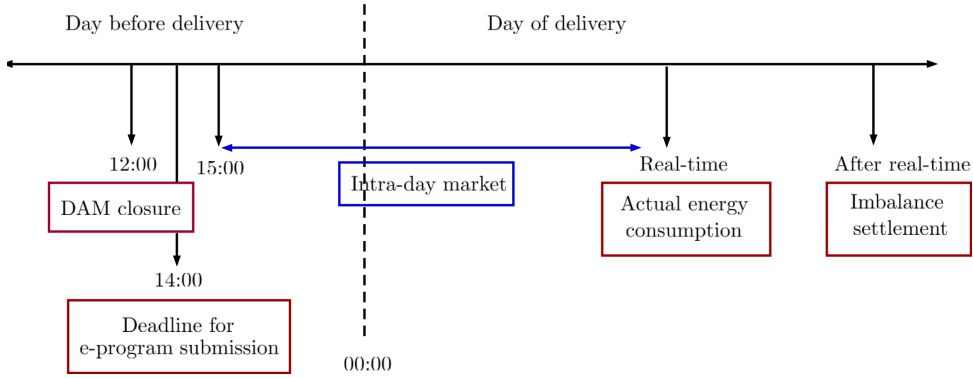 Day before delivery
Day of delivery
12:00
15:00
Real-time
After real-time
DAM closure
Intra-day market
Actual energy
consumption
Imbalance
settlement
14:00
Deadline for
e-program submission
00:00